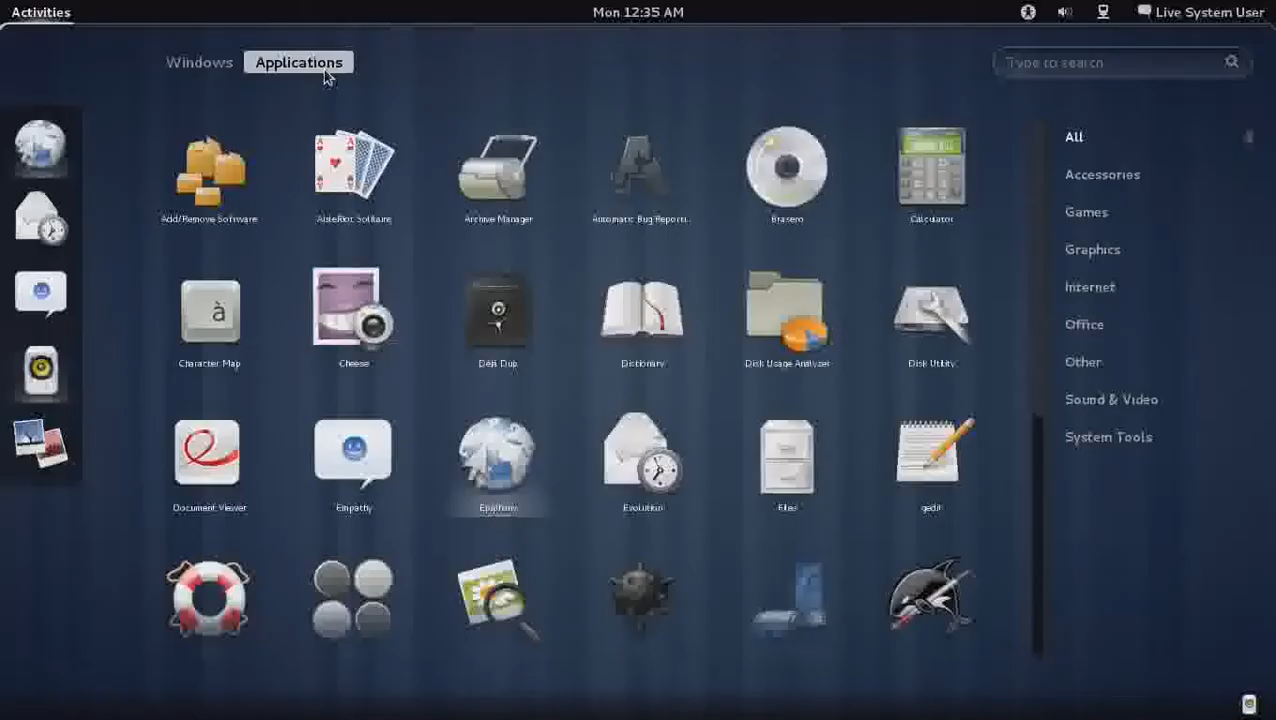 Activities
Mon 12:35 AM
Live System User
Windows
Applications
Type to search
Add/Remove Software
AisleRiot Solitaire
Archive Manager
Automatic Bug Reporti...
Brasero
Calculator
Character Map
Cheese
Déjà Dup
Dictionary
Disk Usage Analyzer
Disk Utility
Document Viewer
Empathy
Epiphany
Evolution
Files
gedit
All
Accessories
Games
Graphics
Internet
Office
Other
Sound & Video
System Tools